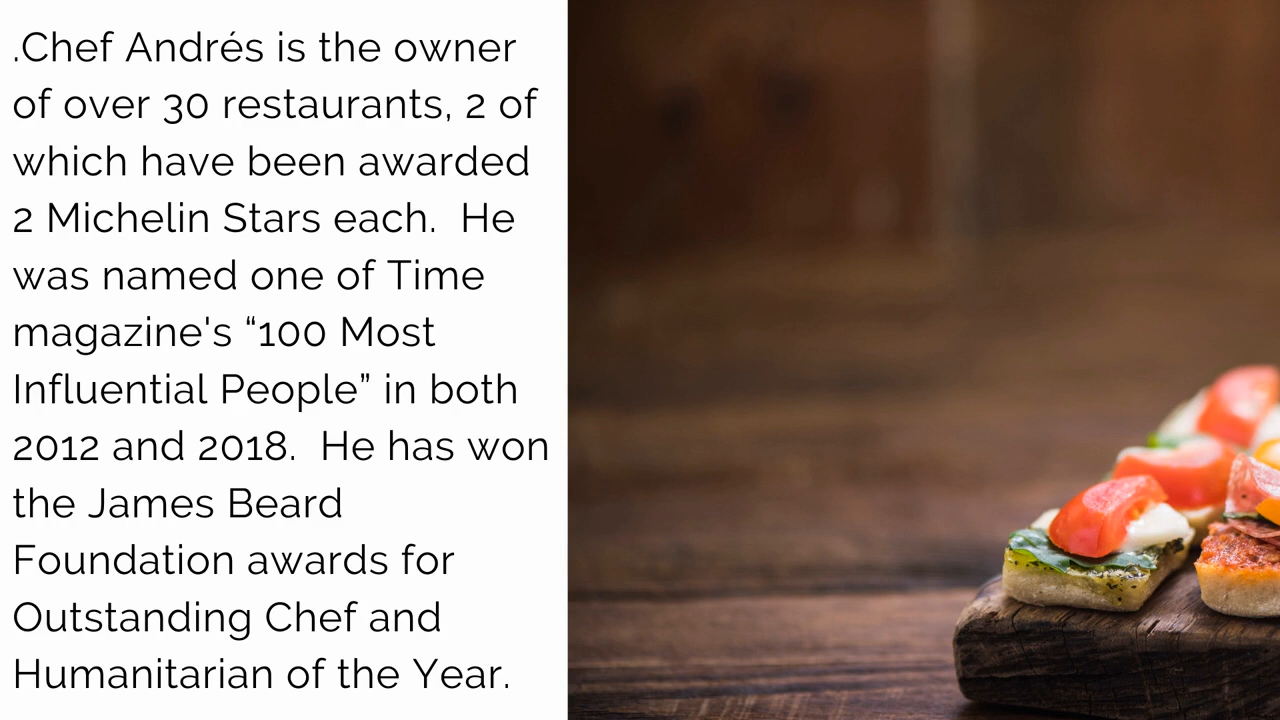 .Chef Andrés is the owner
of over 30 restaurants, 2 of
which have been awarded
2 Michelin Stars each.  He
was named one of Time
magazine's “100 Most
Influential People” in both
2012 and 2018.  He has won
the James Beard
Foundation awards for
Outstanding Chef and
Humanitarian of the Year.